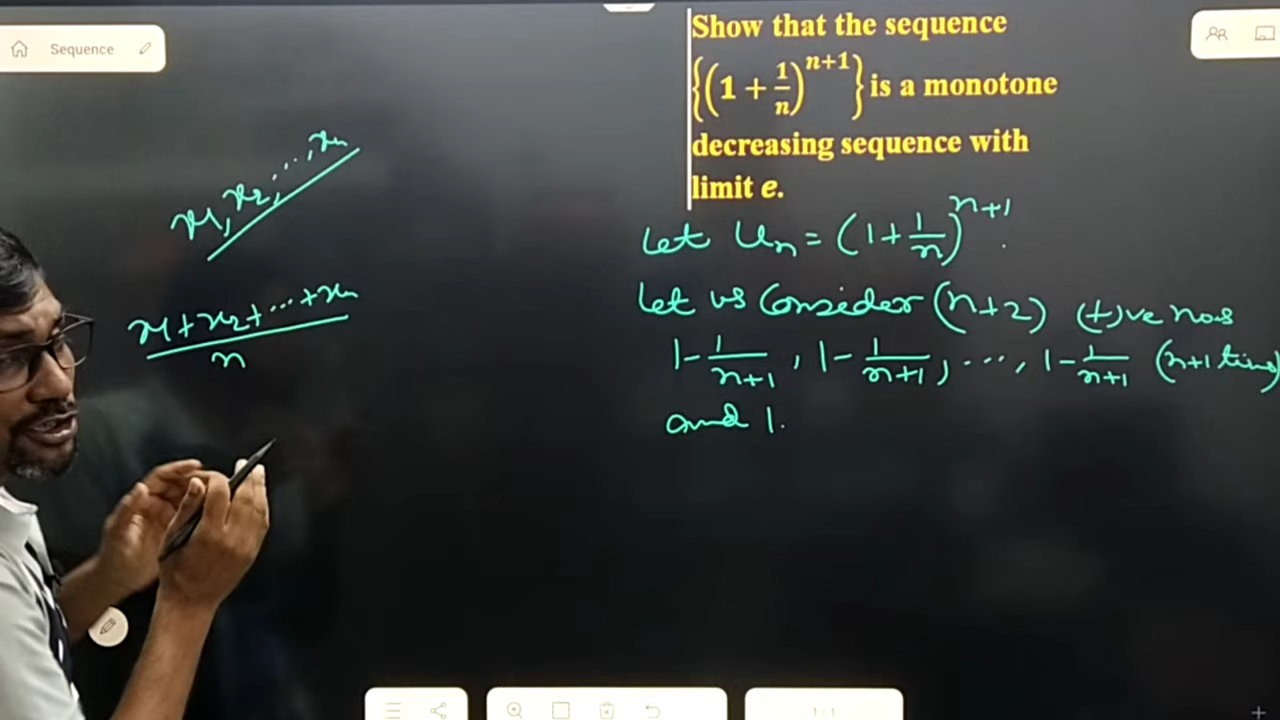 Sequence
Show that the sequence
{(1 + 1/n)^(n+1)} is a monotone
decreasing sequence with
limit e.
x1, x2, ..., xn
x1 + x2 + ... + xn
n
Let Un = (1 + 1/n)^(n+1).
Let us Consider (n+2) (+)ve nos
1 - 1/(n+1), 1 - 1/(n+1), ..., 1 - 1/(n+1) (n+1 times)
and 1.
1/1